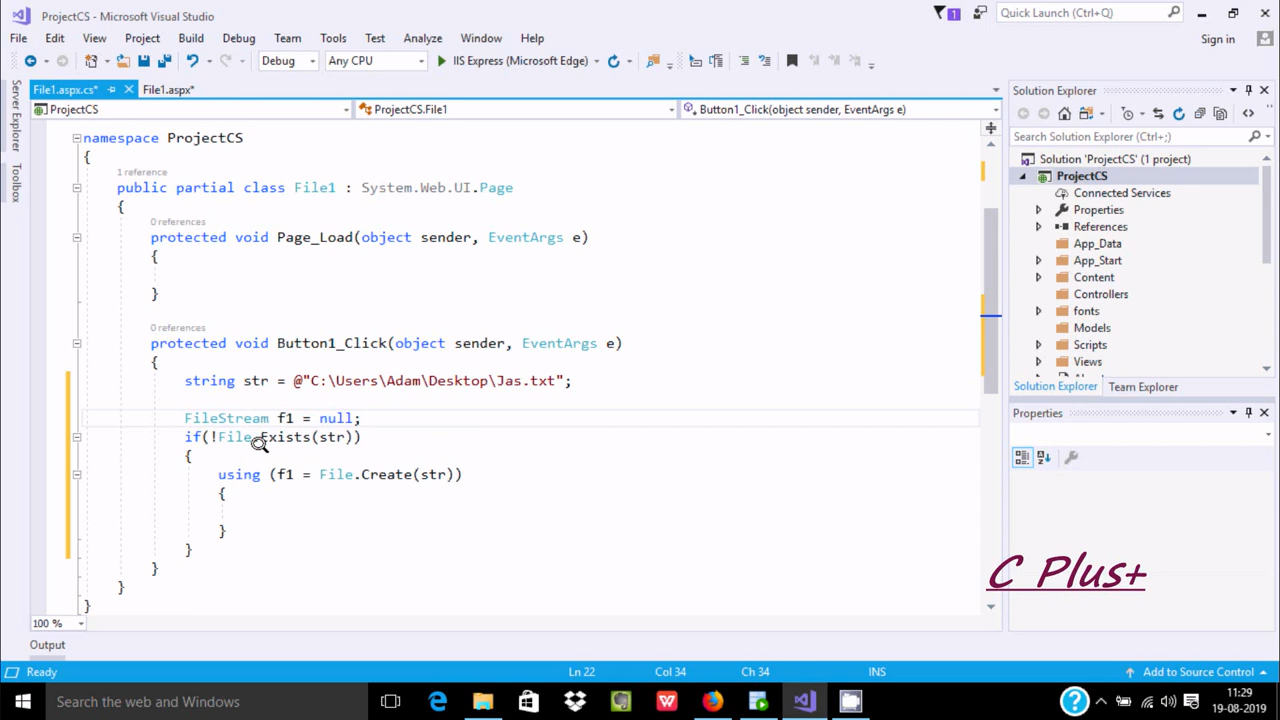 ProjectCS - Microsoft Visual Studio
1
Quick Launch (Ctrl+Q)
File Edit View Project Build Debug Team Tools Test Analyze Window Help
Sign in
Debug
Any CPU
IIS Express (Microsoft Edge)
Server Explorer
Toolbox
File1.aspx.cs*
File1.aspx*
ProjectCS
ProjectCS.File1
Button1_Click(object sender, EventArgs e)
namespace ProjectCS
{
1 reference
public partial class File1 : System.Web.UI.Page
{
0 references
protected void Page_Load(object sender, EventArgs e)
{
}
0 references
protected void Button1_Click(object sender, EventArgs e)
{
string str = @"C:\Users\Adam\Desktop\Jas.txt";
FileStream f1 = null;
if(!File.Exists(str))
{
using (f1 = File.Create(str))
{
}
}
}
}
}
100 %
Output
Solution Explorer
Search Solution Explorer (Ctrl+;)
Solution 'ProjectCS' (1 project)
ProjectCS
Connected Services
Properties
References
App_Data
App_Start
Content
Controllers
fonts
Models
Scripts
Views
Solution Explorer
Team Explorer
Properties
C Plus+
Ready
Ln 22
Col 34
Ch 34
INS
Add to Source Control
Search the web and Windows
11:29
19-08-2019